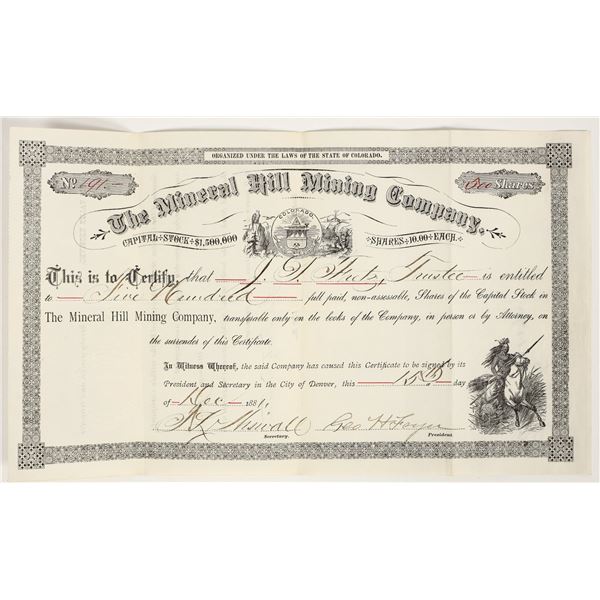 ORGANIZED UNDER THE LAWS OF THE STATE OF COLORADO.
No 191
500 Shares
The Mineral Hill Mining Company.
COLORADO
CAPITAL STOCK $1,500,000
SHARES 10.00 EACH.
This is to Certify, that J. Trustee is entitled
to Five Hundred full paid, non-assessable, Shares of the Capital Stock in
The Mineral Hill Mining Company, transferable only on the books of the Company, in person or by Attorney, on
the surrender of this Certificate.
In Witness Whereof, the said Company has caused this Certificate to be signed by its
President and Secretary in the City of Denver, this 15th day
of Dec 1881.
Geo H
Secretary.
President